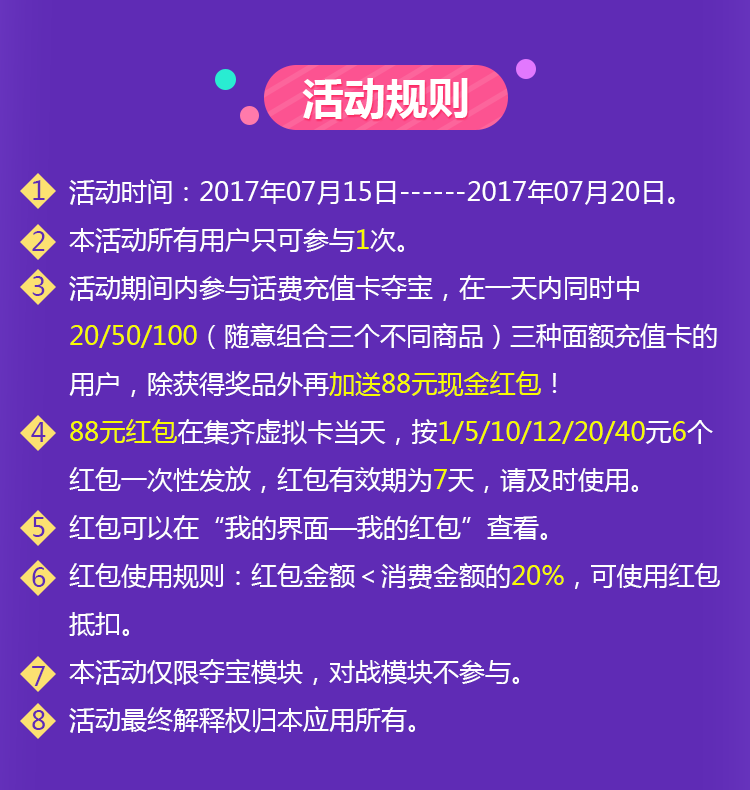 活动规则
1 活动时间：2017年07月15日------2017年07月20日。
2 本活动所有用户只可参与1次。
3 活动期间内参与话费充值卡夺宝，在一天内同时中
20/50/100（随意组合三个不同商品）三种面额充值卡的
用户，除获得奖品外再加送88元现金红包！
4 88元红包在集齐虚拟卡当天，按1/5/10/12/20/40元6个
红包一次性发放，红包有效期为7天，请及时使用。
5 红包可以在“我的界面—我的红包”查看。
6 红包使用规则：红包金额＜消费金额的20%，可使用红包
抵扣。
7 本活动仅限夺宝模块，对战模块不参与。
8 活动最终解释权归本应用所有。